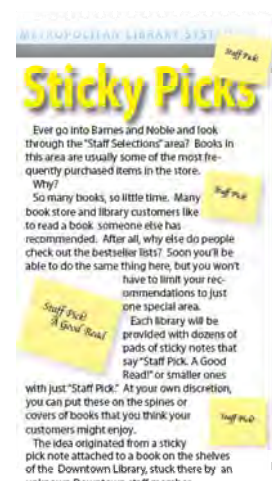 METROPOLITAN LIBRARY SYSTEM
Staff Pick!
Sticky Picks
Ever go into Barnes and Noble and look
through the "Staff Selections" area? Books in
this area are usually some of the most fre-
quently purchased items in the store.
Why?
So many books, so little time. Many
book store and library customers like
to read a book someone else has
recommended. After all, why else do people
check out the bestseller lists? Soon you'll be
able to do the same thing here, but you won't
have to limit your rec-
ommendations to just
one special area.
Each library will be
provided with dozens of
pads of sticky notes that
say "Staff Pick. A Good
Read!" or smaller ones
with just "Staff Pick." At your own discretion,
you can put these on the spines or
covers of books that you think your
customers might enjoy.
The idea originated from a sticky
pick note attached to a book on the shelves
of the Downtown Library, stuck there by an
unknown Downtown staff member
Staff Pick
Staff Pick!
A Good Read
Staff Pick